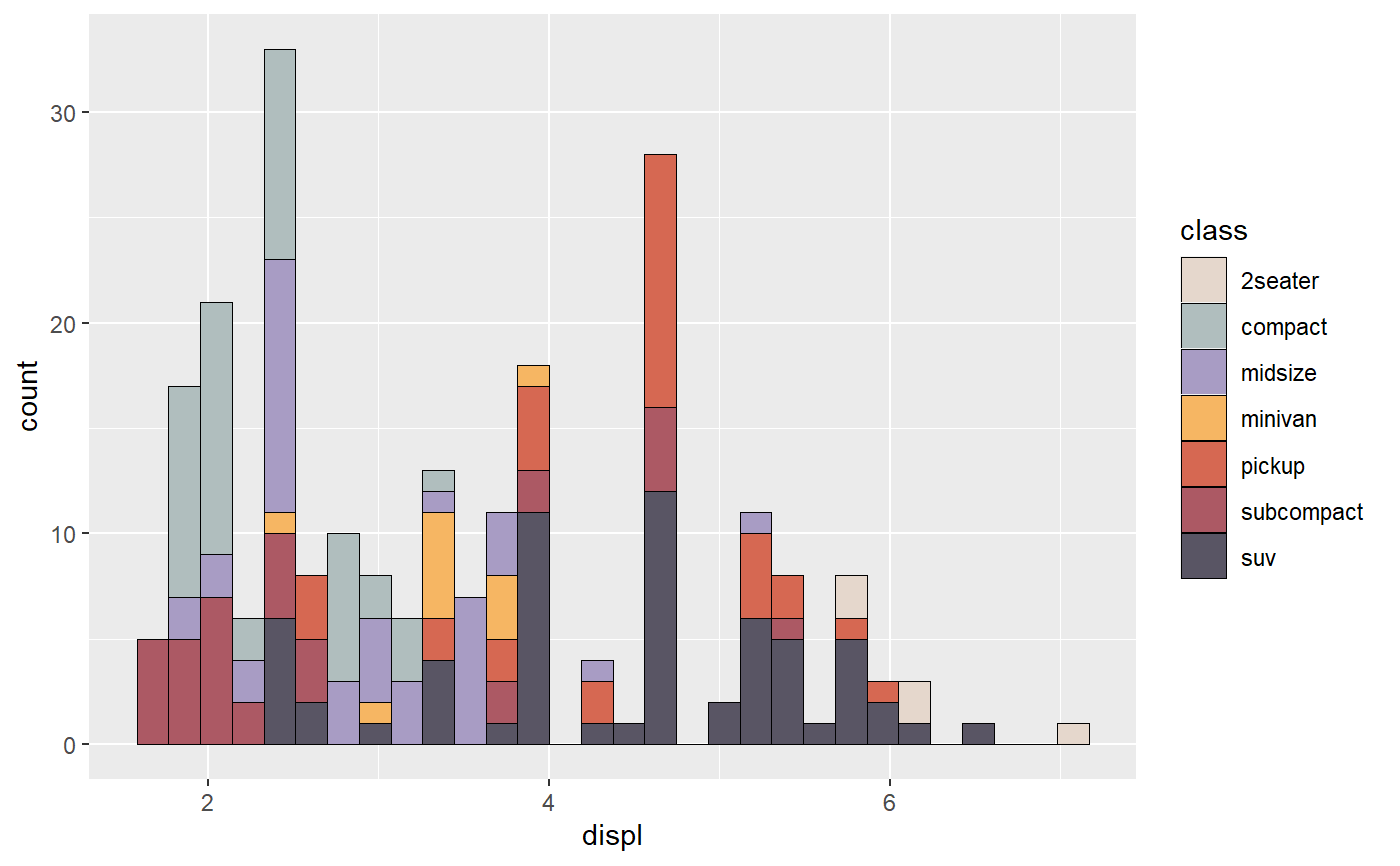 30
20
10
0
count
2
4
6
displ
class
2seater
compact
midsize
minivan
pickup
subcompact
suv